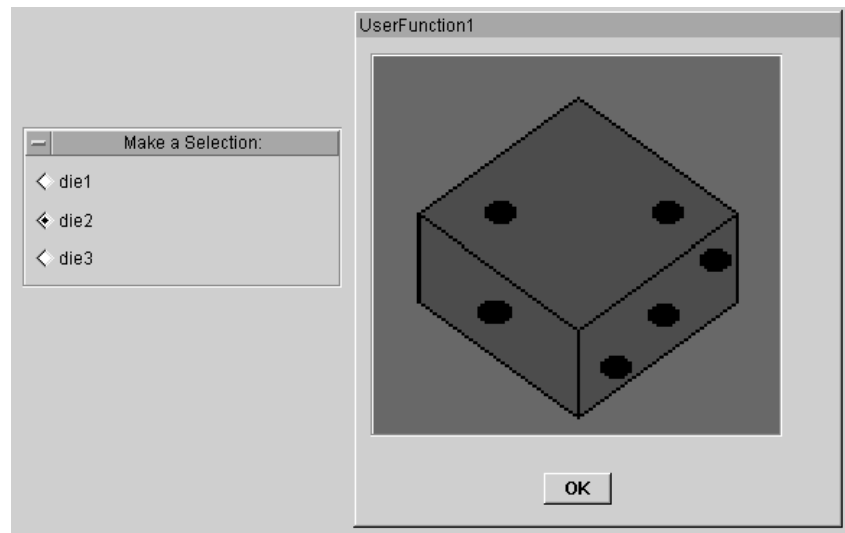 UserFunction1
Make a Selection:
die1
die2
die3
OK